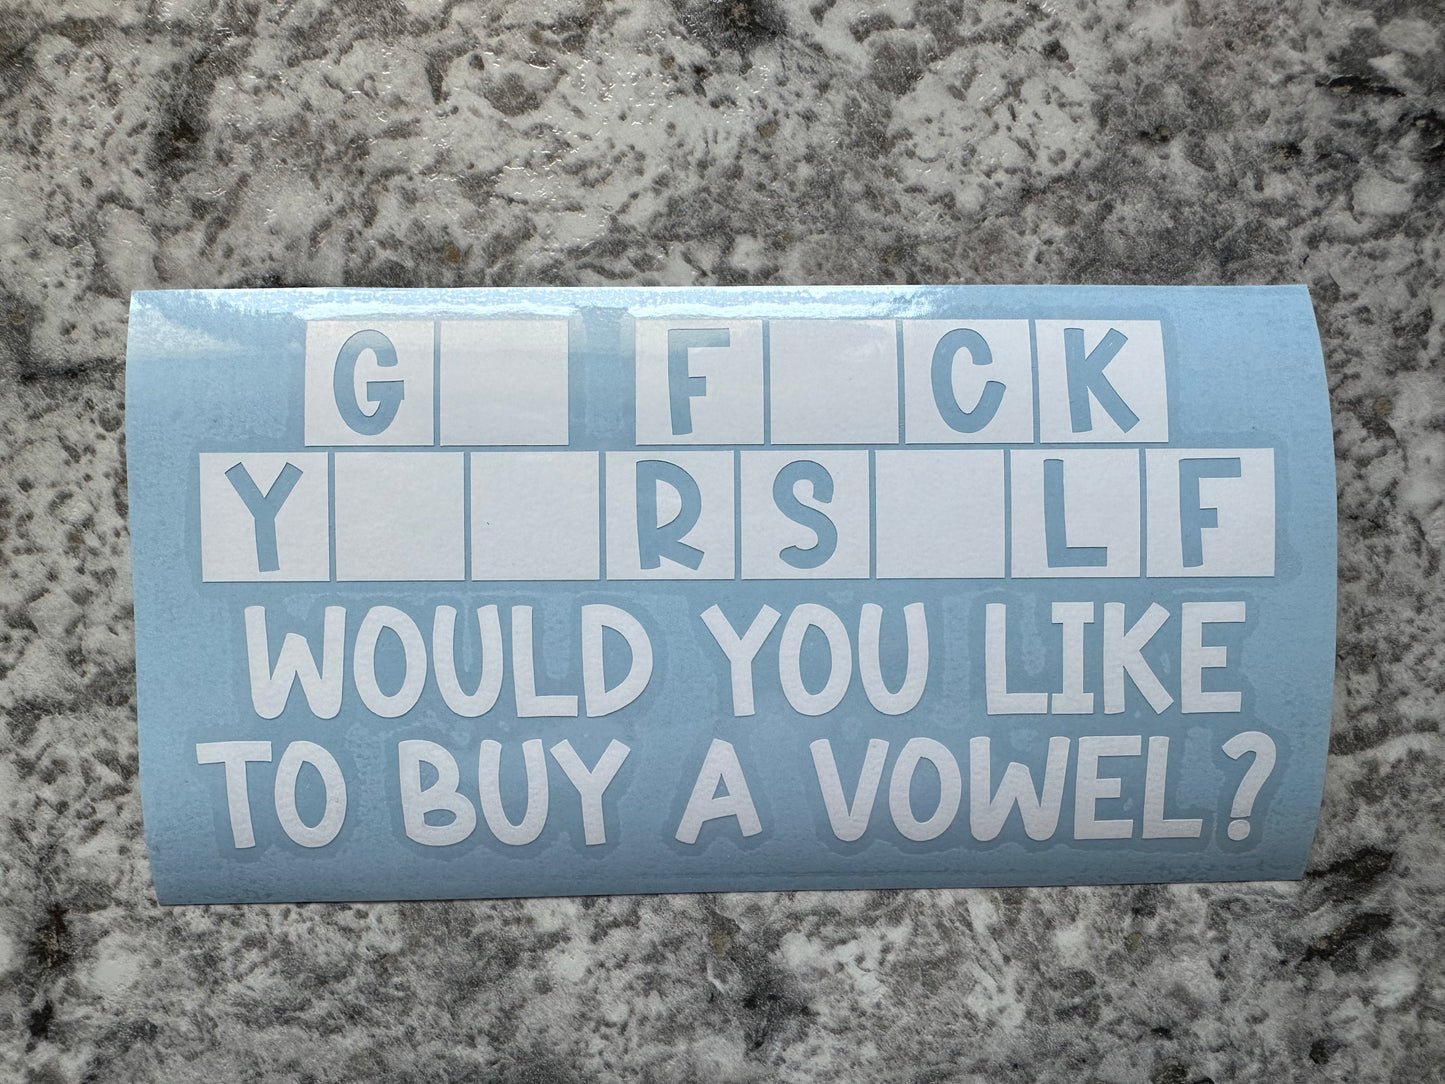 G F CK
Y RS LF
WOULD YOU LIKE
TO BUY A VOWEL?